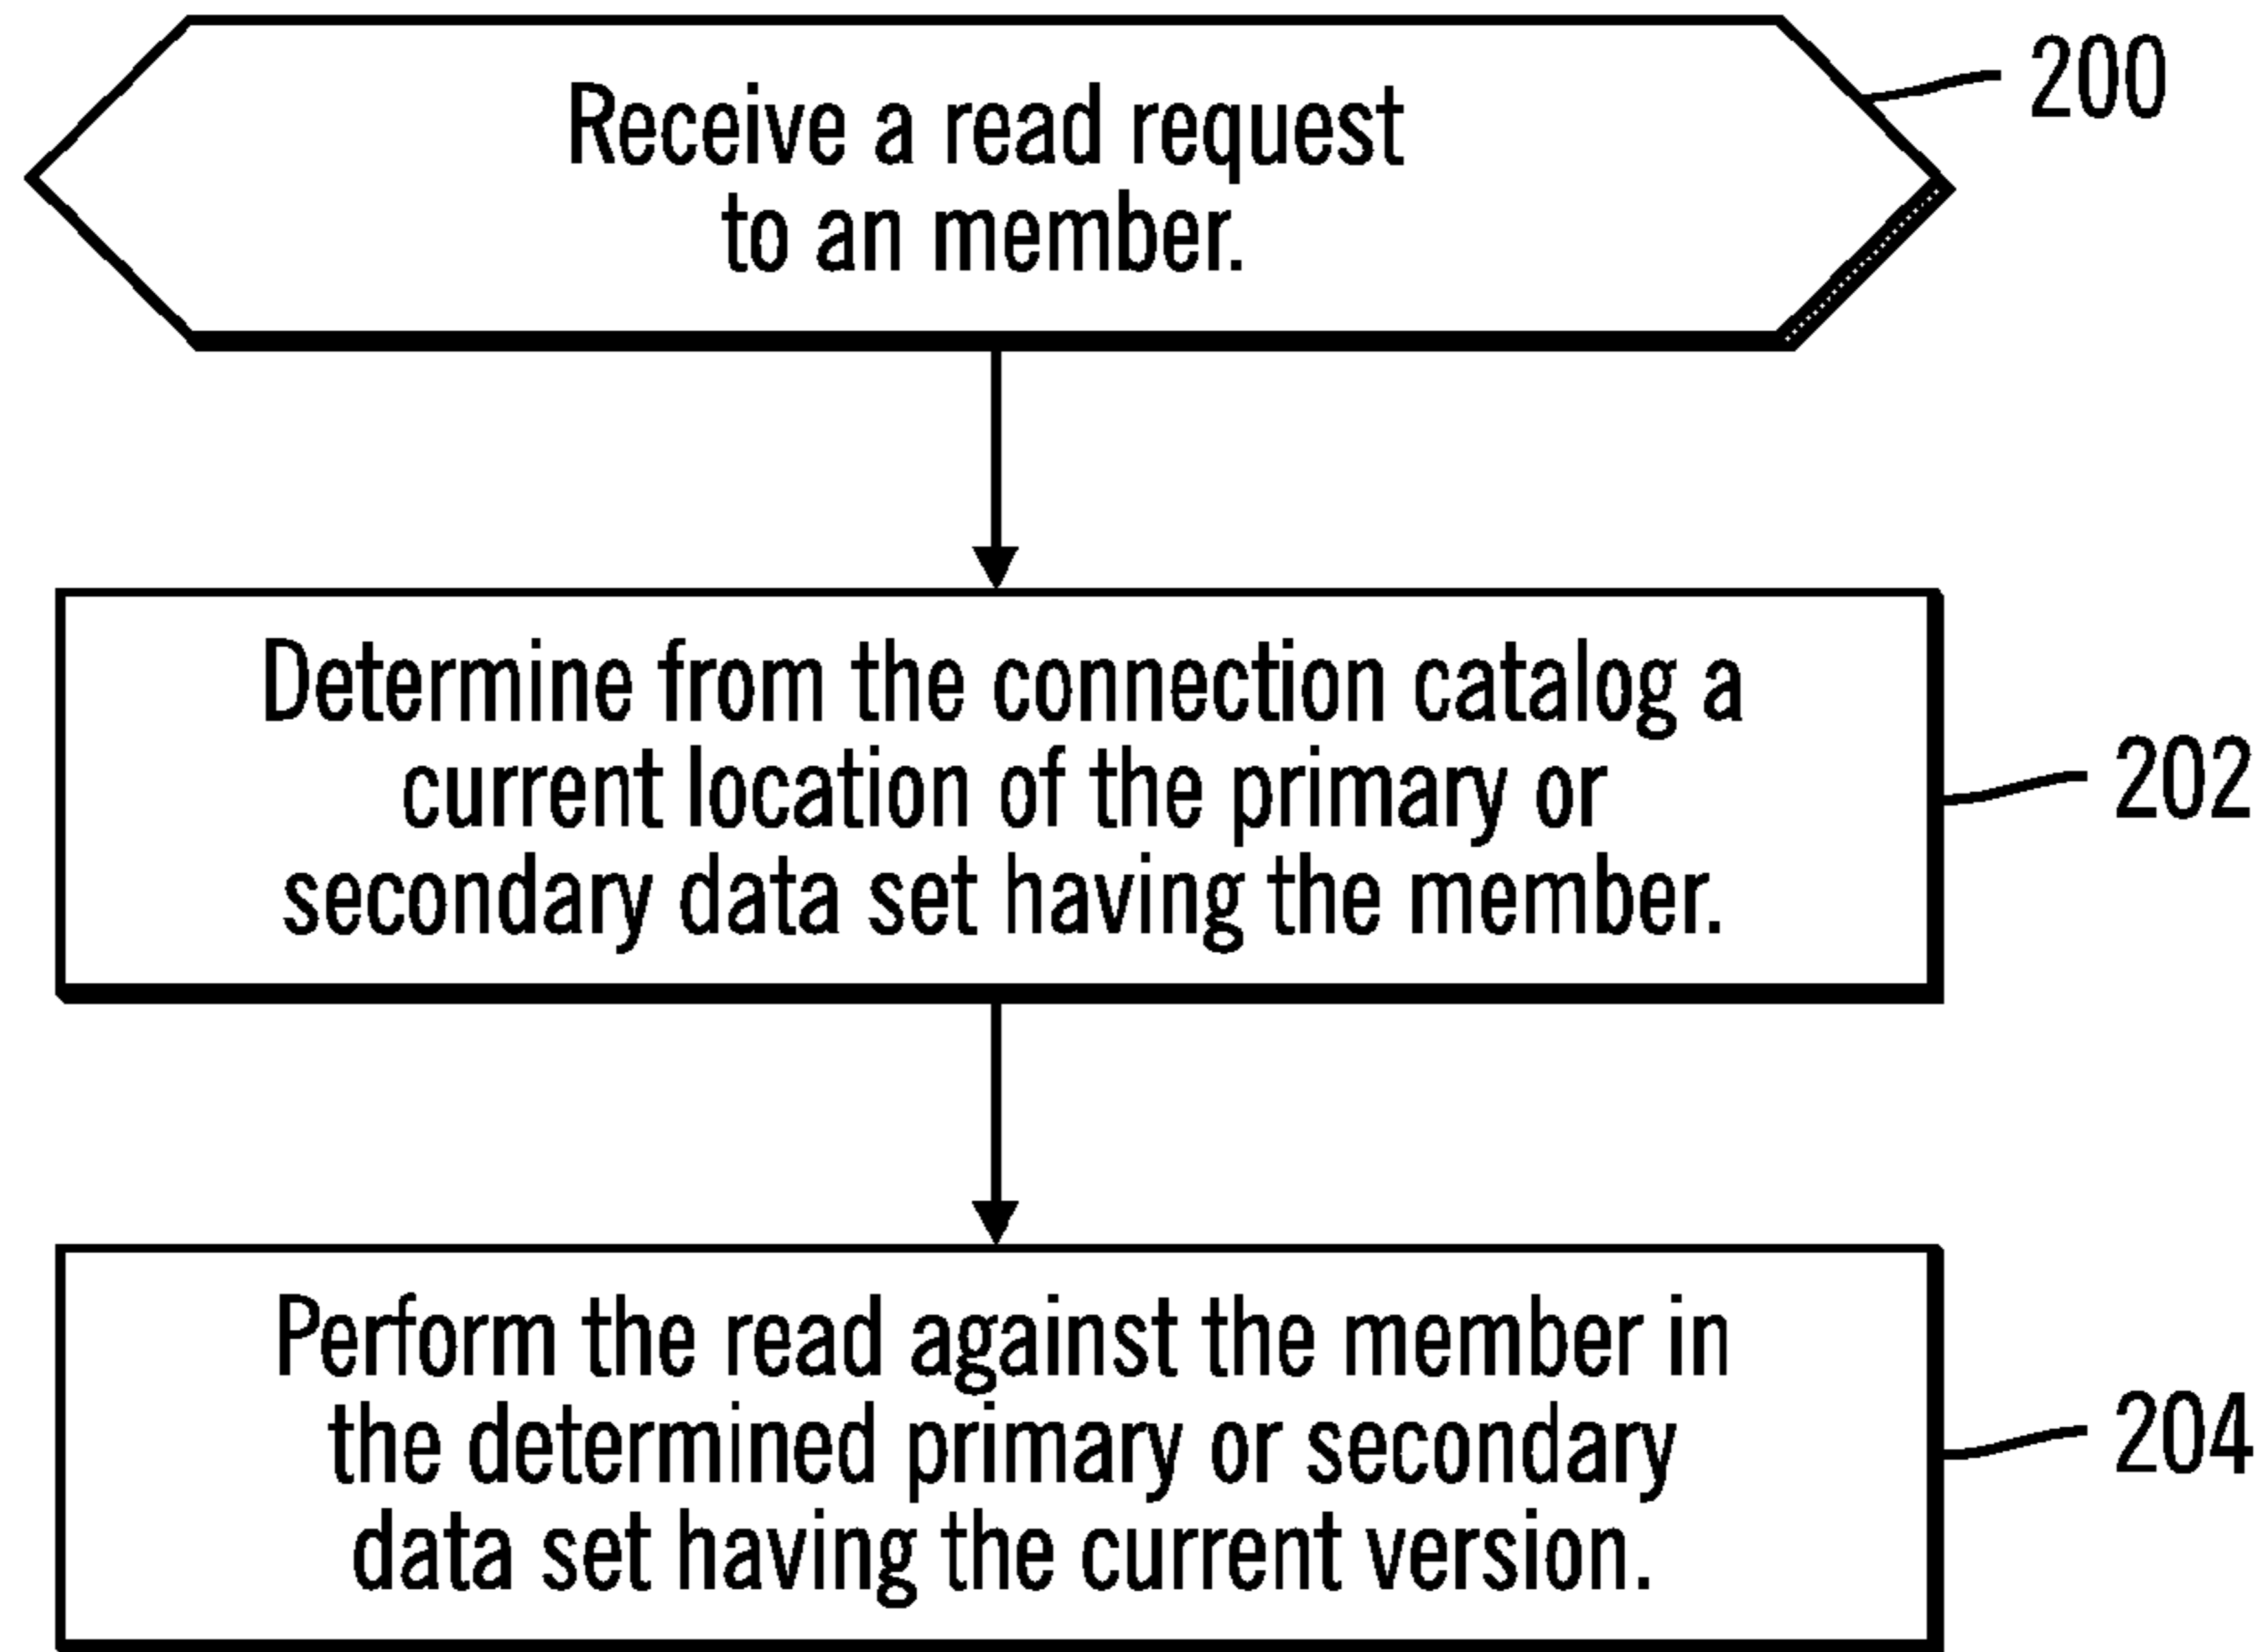 Receive a read request
to an member.
200
Determine from the connection catalog a
current location of the primary or
secondary data set having the member.
202
Perform the read against the member in
the determined primary or secondary
data set having the current version.
204